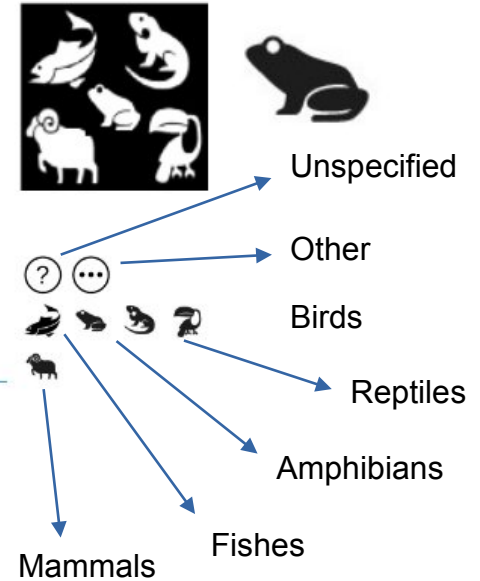 Unspecified
Other
?
Birds
Reptiles
Amphibians
Fishes
Mammals